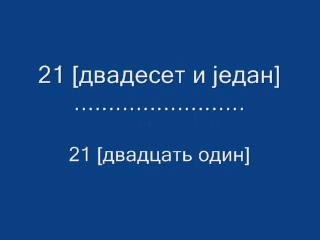 21 [двадесет и један]
.........................
21 [двадцать один]